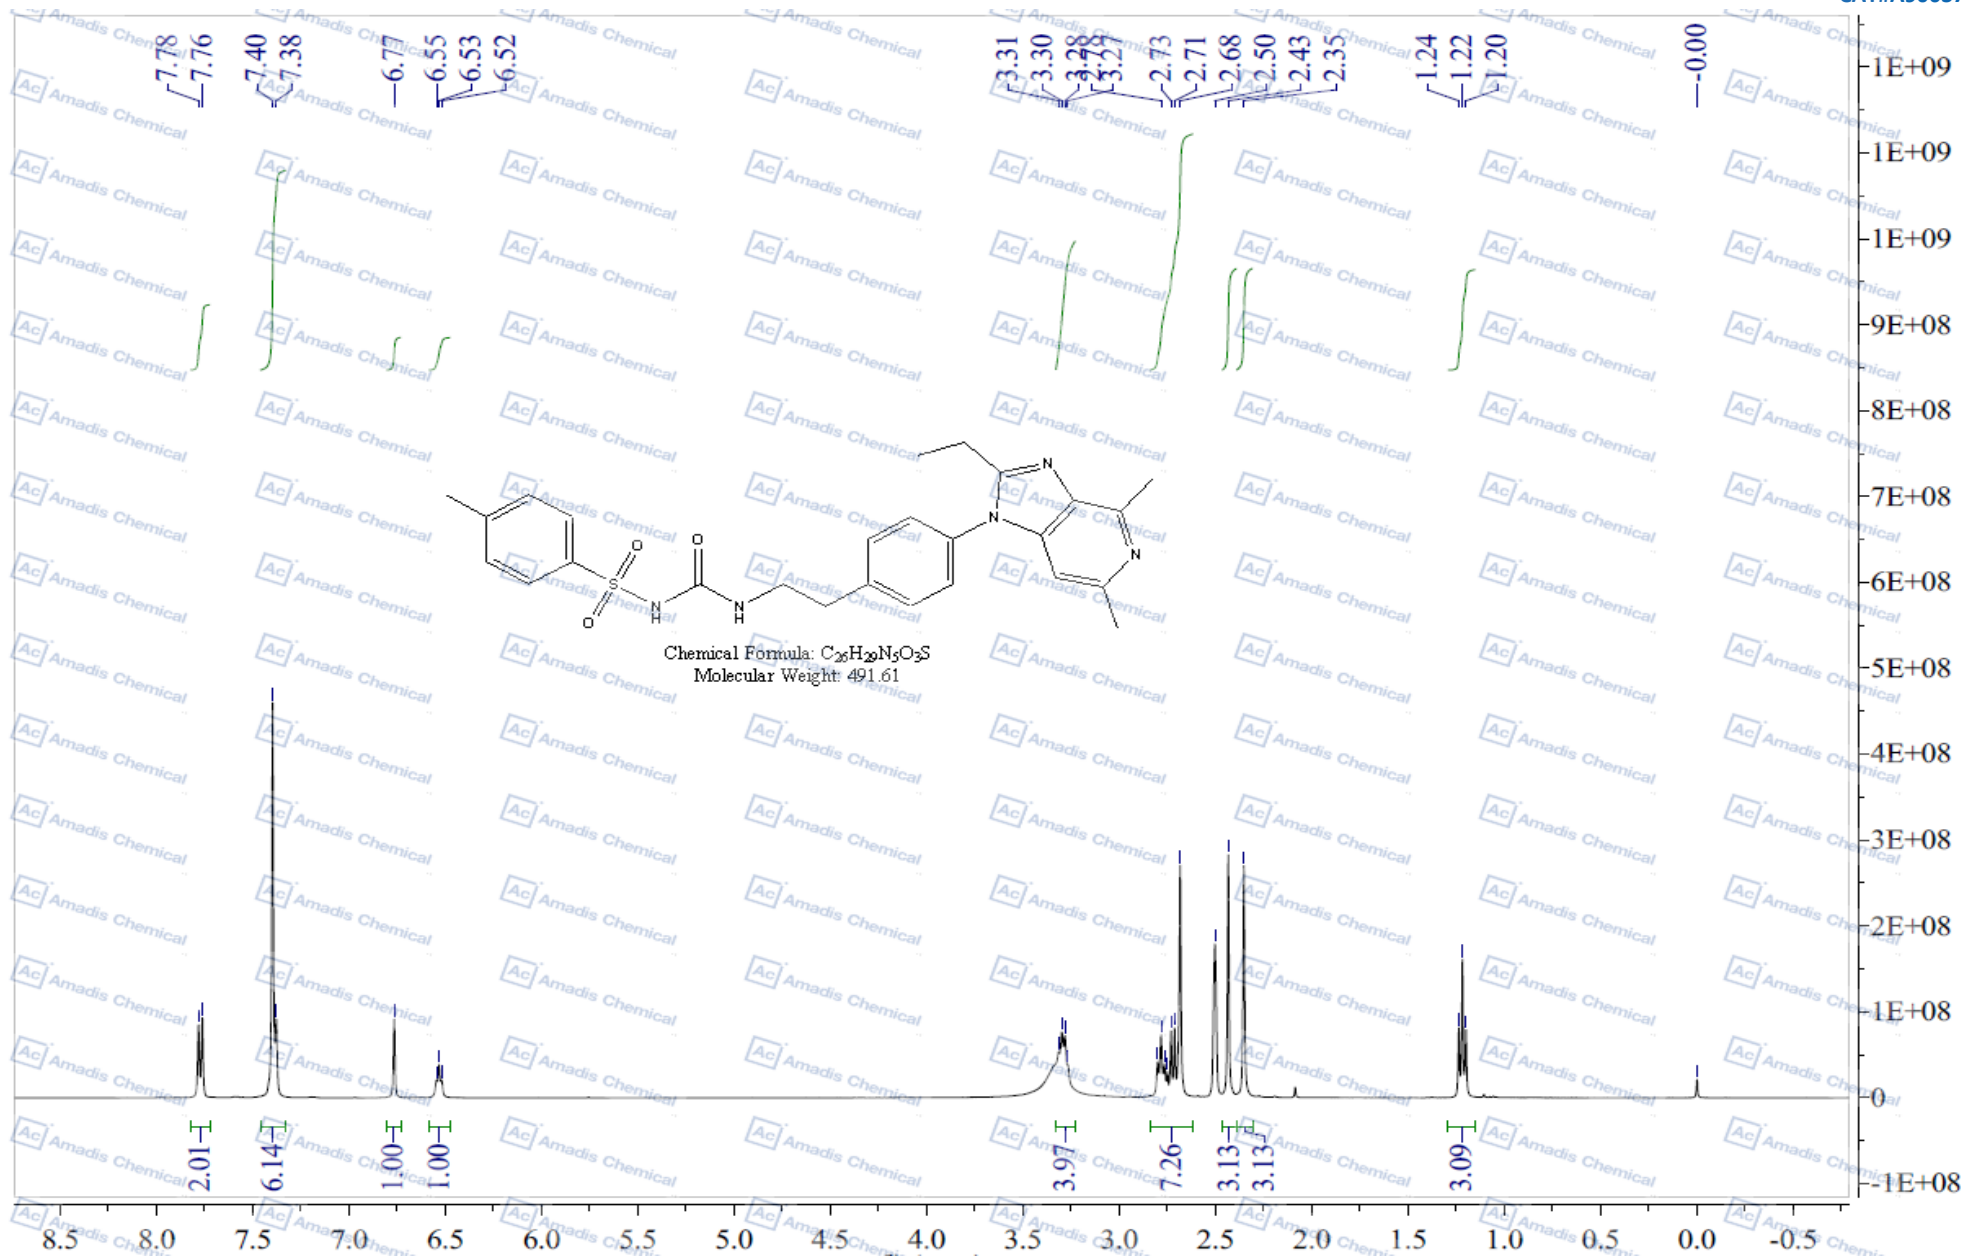 7.78
7.76
7.40
7.38
6.77
6.55
6.53
6.52
3.31
3.30
3.28
2.78
3.27
2.73
2.71
2.68
2.50
2.43
2.35
1.24
1.22
1.20
-0.00
1E+09
1E+09
1E+09
9E+08
8E+08
7E+08
6E+08
5E+08
4E+08
3E+08
2E+08
1E+08
0
-1E+08
N
N
N
O
O
S
O
N
H
N
H
Chemical Formula: C26H29N5O3S
Molecular Weight: 491.61
2.01
6.14
1.00
1.00
3.97
7.26
3.13
3.13
3.09
8.5 8.0 7.5 7.0 6.5 6.0 5.5 5.0 4.5 4.0 3.5 3.0 2.5 2.0 1.5 1.0 0.5 0.0 -0.5
Ac Amadis Chemical